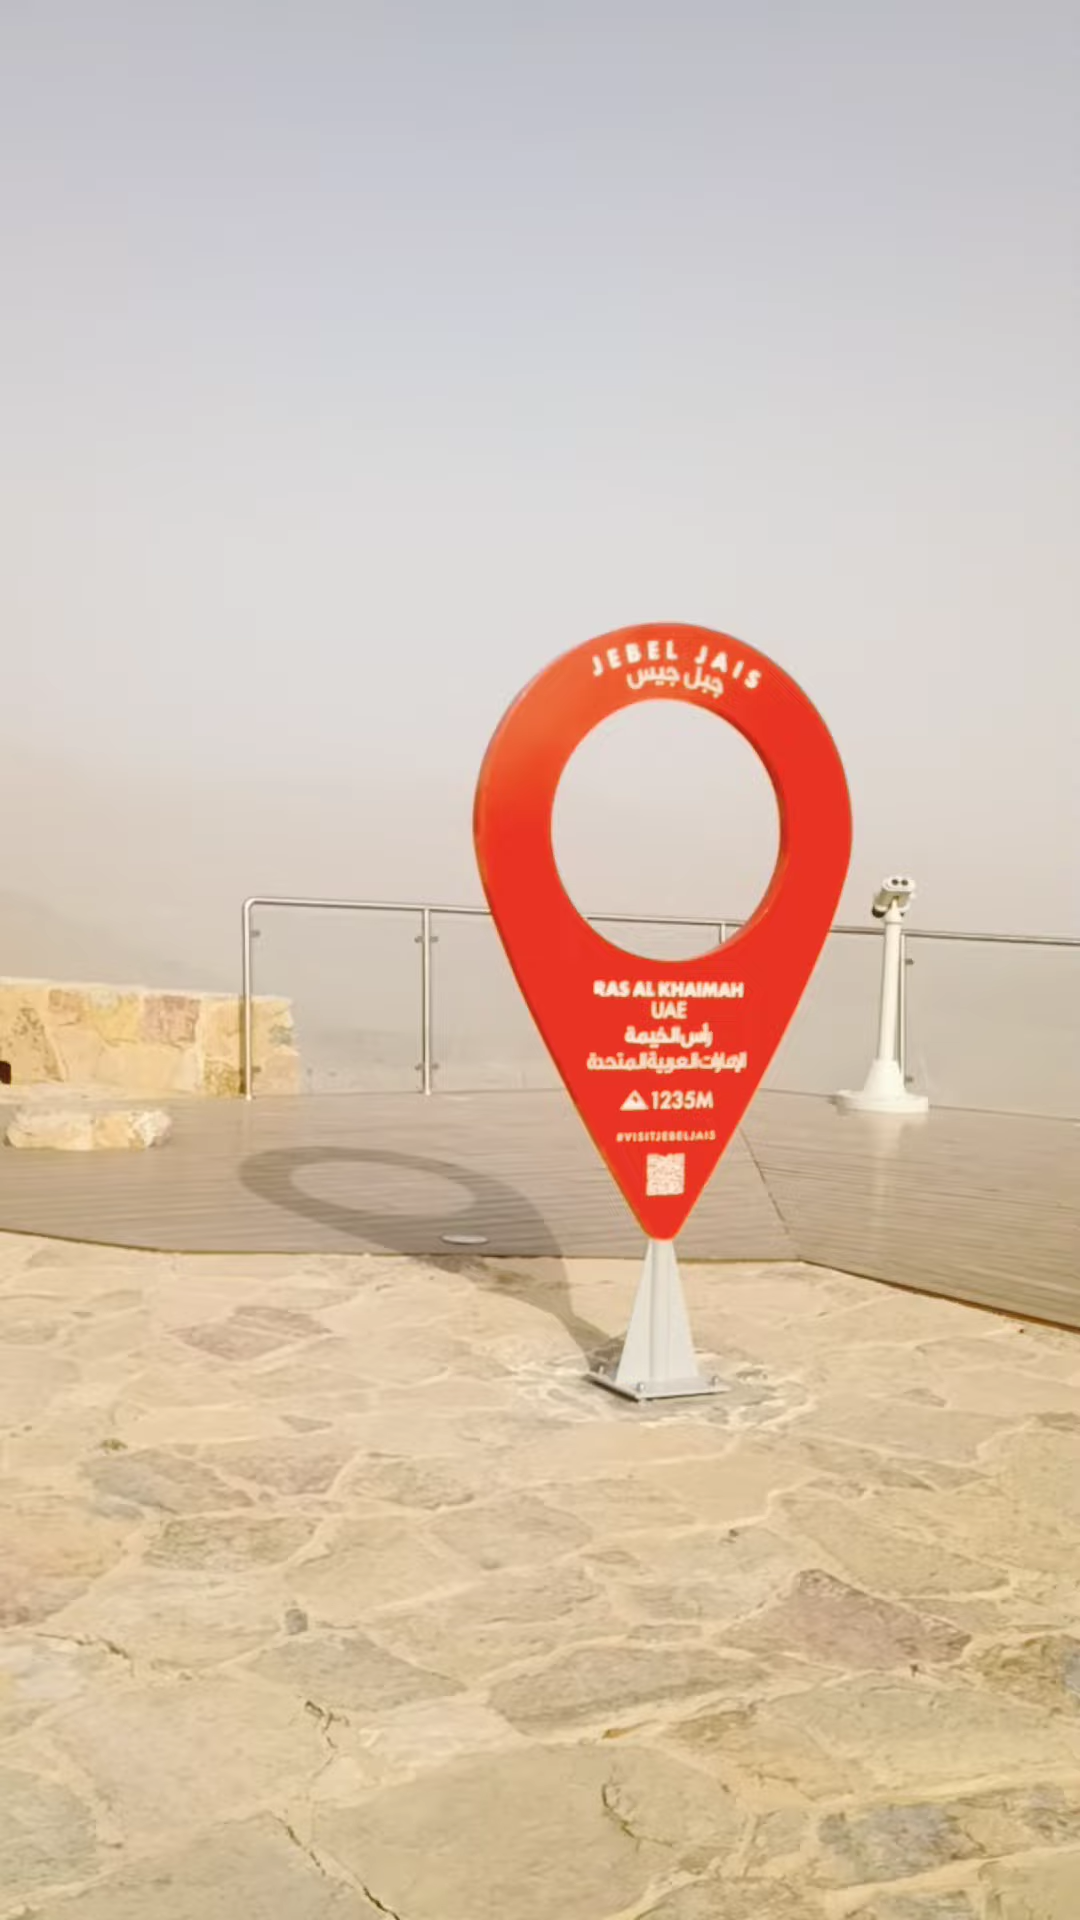 JEBEL JAIS
جبل جيس
RAS AL KHAIMAH
UAE
رأس الخيمة
الإمارات العربية المتحدة
1235M
#VISITJEBELJAIS